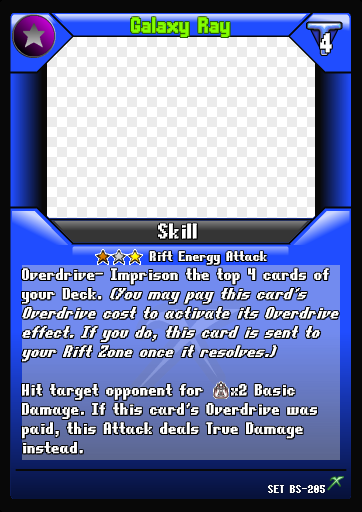 Galaxy Ray
4
Skill
Rift Energy Attack
Overdrive- Imprison the top 4 cards of
your Deck. (You may pay this card's
Overdrive cost to activate its Overdrive
effect. If you do, this card is sent to
your Rift Zone once it resolves.)
Hit target opponent for x2 Basic
Damage. If this card's Overdrive was
paid, this Attack deals True Damage
instead.
SET BS-205